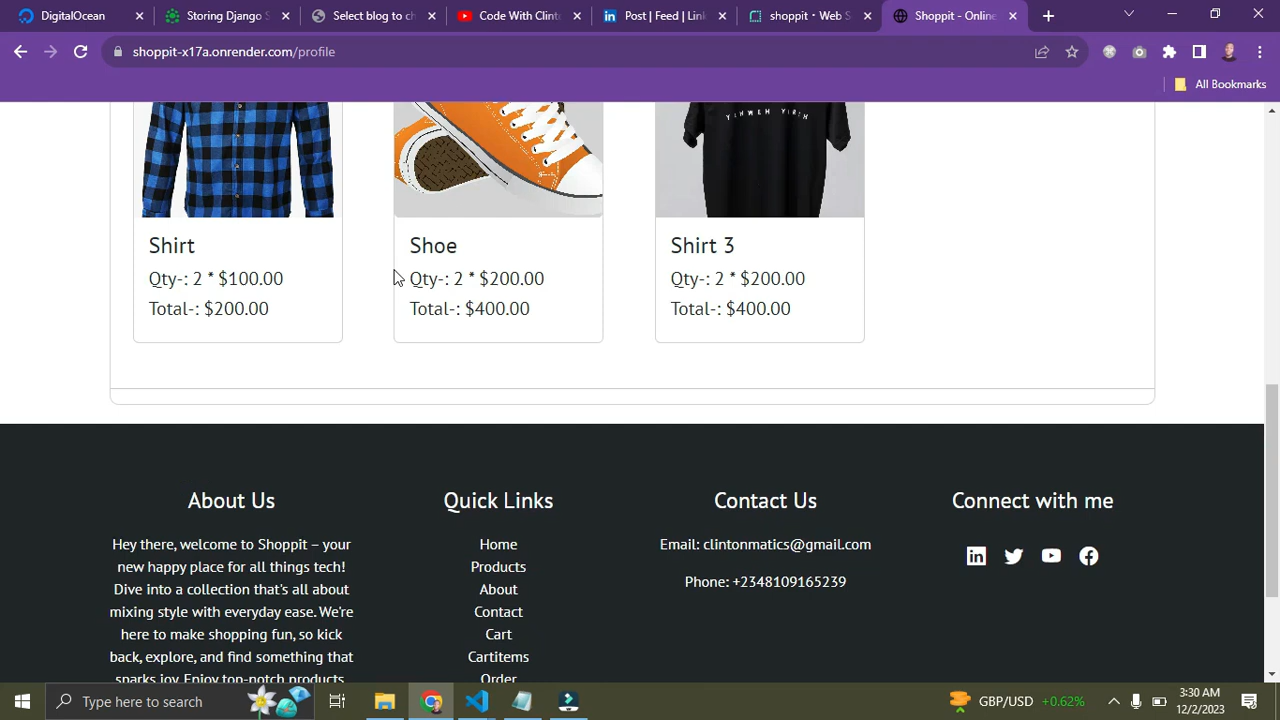 DigitalOcean
Storing Django S
Select blog to ch
Code With Clint
Post | Feed | Link
shoppit · Web S
Shoppit - Online
shoppit-x17a.onrender.com/profile
All Bookmarks
YAHWEH YIREH
Shirt
Qty-: 2 * $100.00
Total-: $200.00
Shoe
Qty-: 2 * $200.00
Total-: $400.00
Shirt 3
Qty-: 2 * $200.00
Total-: $400.00
About Us
Hey there, welcome to Shoppit – your
new happy place for all things tech!
Dive into a collection that's all about
mixing style with everyday ease. We're
here to make shopping fun, so kick
back, explore, and find something that
sparks joy. Enjoy top-notch products
Quick Links
Home
Products
About
Contact
Cart
Cartitems
Order
Contact Us
Email: clintonmatics@gmail.com
Phone: +2348109165239
Connect with me
Type here to search
GBP/USD +0.62%
3:30 AM
12/2/2023